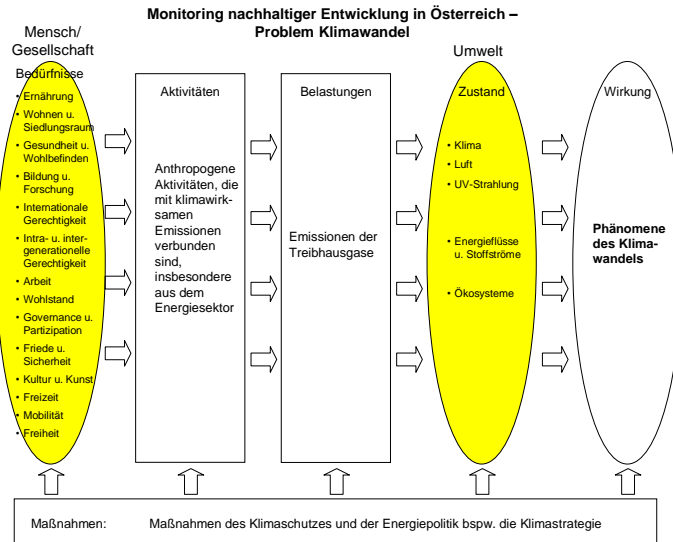 Monitoring nachhaltiger Entwicklung in Österreich –
Problem Klimawandel
Mensch/
Gesellschaft
Bedürfnisse
• Ernährung
• Wohnen u.
Siedlungsraum
• Gesundheit u.
Wohlbefinden
• Bildung u.
Forschung
• Internationale
Gerechtigkeit
• Intra- u. inter-
generationelle
Gerechtigkeit
• Arbeit
• Wohlstand
• Governance u.
Partizipation
• Friede u.
Sicherheit
• Kultur u. Kunst
• Freizeit
• Mobilität
• Freiheit
Aktivitäten
Anthropogene
Aktivitäten, die
mit klimawirk-
samen
Emissionen
verbunden
sind,
insbesondere
aus dem
Energiesektor
Belastungen
Emissionen der
Treibhausgase
Umwelt
Zustand
• Klima
• Luft
• UV-Strahlung
• Energieflüsse
u. Stoffströme
• Ökosysteme
Wirkung
Phänomene
des Klima-
wandels
Maßnahmen: Maßnahmen des Klimaschutzes und der Energiepolitik bspw. die Klimastrategie